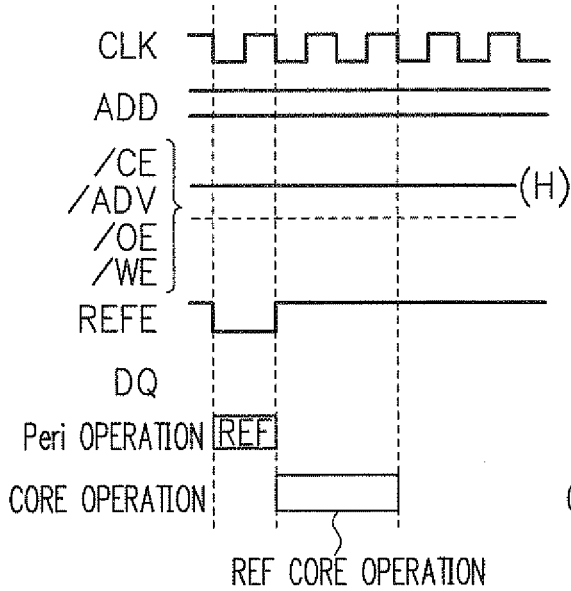 CLK
ADD
/CE
/ADV
/OE
/WE
(H)
REFE
DQ
Peri OPERATION REF
CORE OPERATION
REF CORE OPERATION